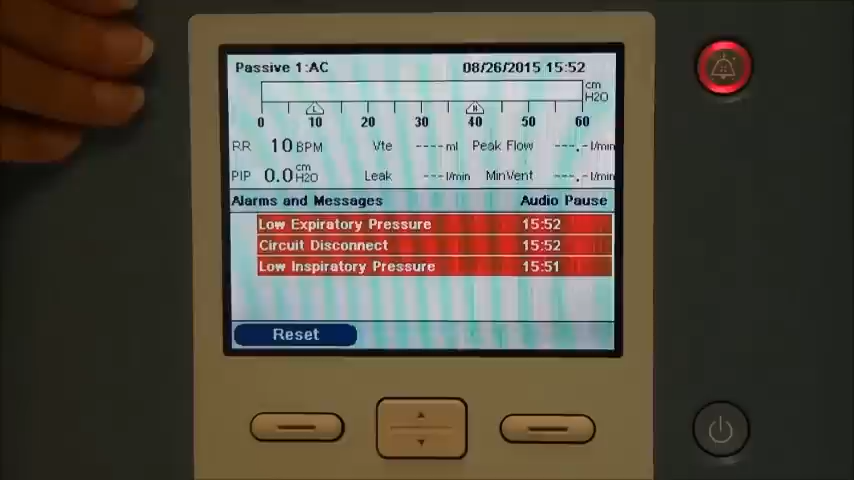 Passive 1:AC 08/26/2015 15:52
cm
H2O
L H
0 10 20 30 40 50 60
RR 10 BPM Vte ---- ml Peak Flow ---.- l/min
PIP 0.0 cm H2O Leak --- l/min MinVent ---.- l/min
Alarms and Messages Audio Pause
Low Expiratory Pressure 15:52
Circuit Disconnect 15:52
Low Inspiratory Pressure 15:51
Reset